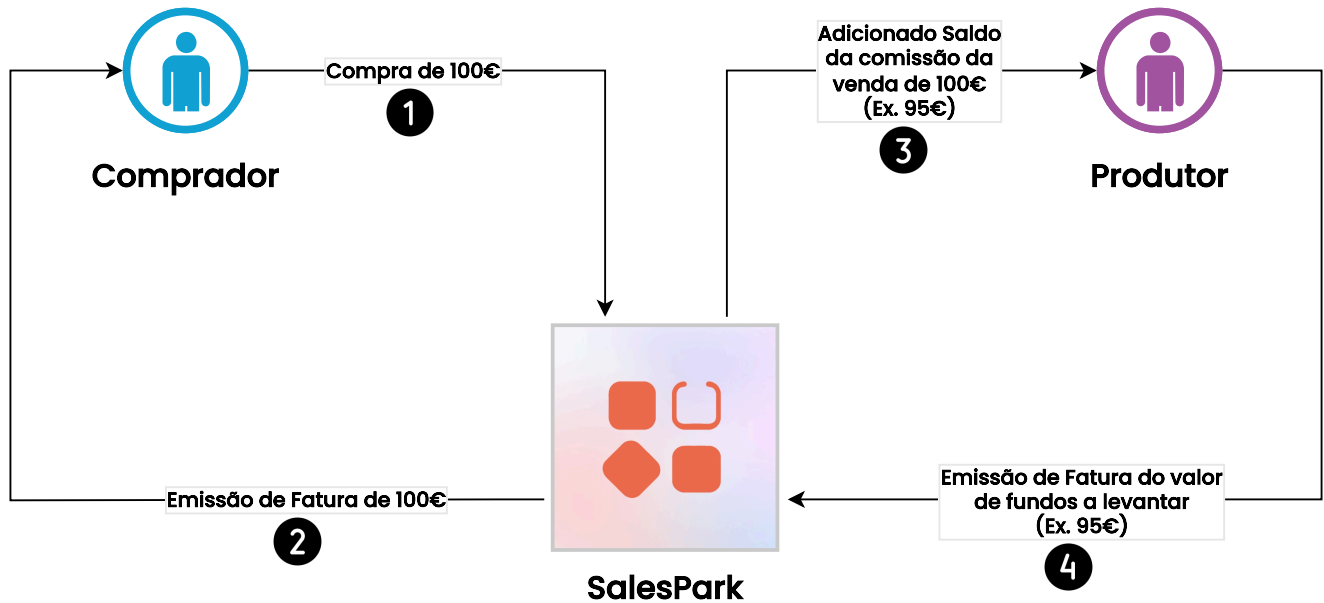 Compra de 100€
1
Comprador
Adicionado Saldo
da comissão da
venda de 100€
(Ex. 95€)
3
Produtor
Emissão de Fatura de 100€
2
Emissão de Fatura do valor
de fundos a levantar
(Ex. 95€)
4
SalesPark